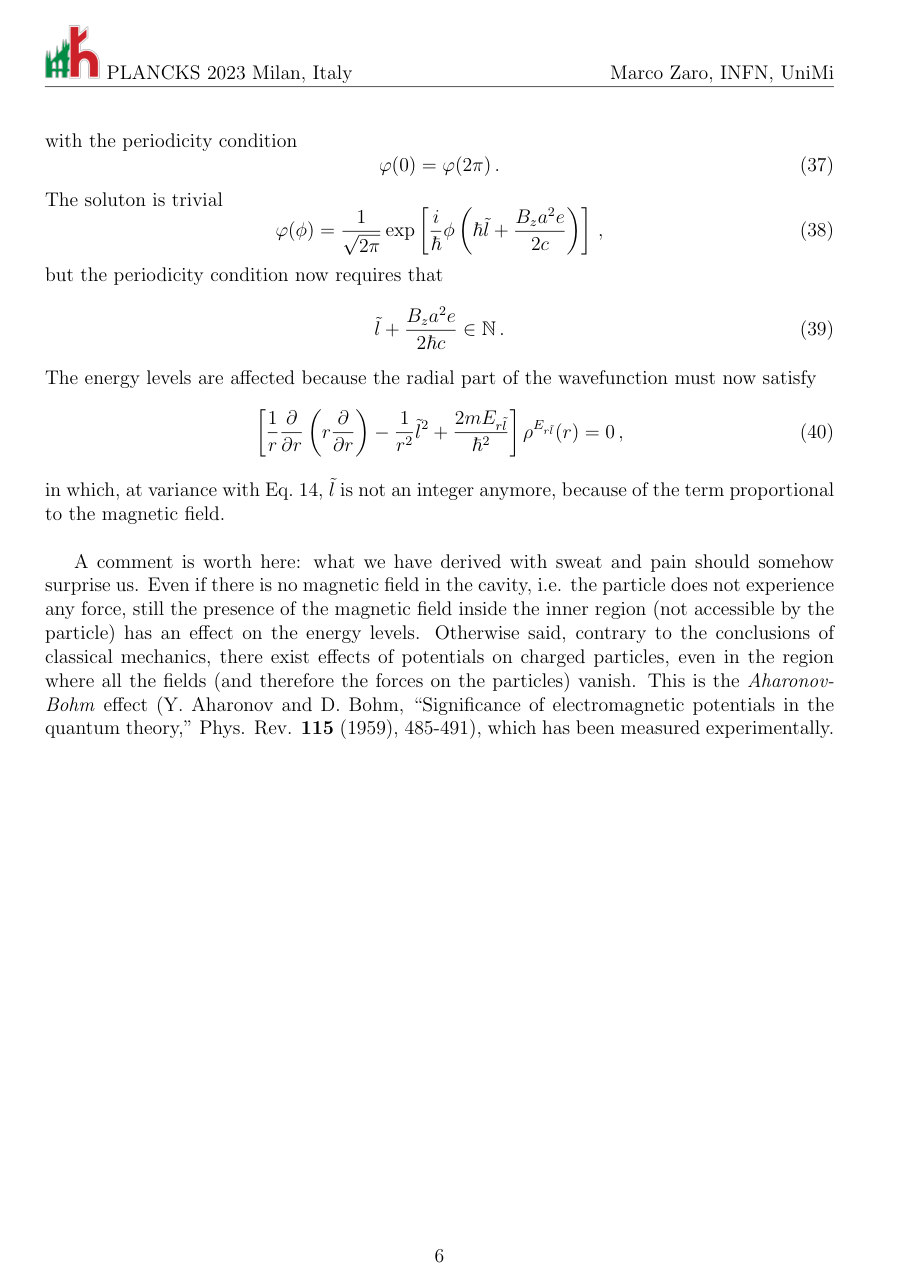 PLANCKS 2023 Milan, Italy Marco Zaro, INFN, UniMi
with the periodicity condition
φ(0) = φ(2π) . (37)
The soluton is trivial
φ(ϕ) = 1/√2π exp [ i/ħ ϕ ( ħl̃ + B_z a²e / 2c ) ] , (38)
but the periodicity condition now requires that
l̃ + B_z a²e / 2ħc ∈ ℕ . (39)
The energy levels are affected because the radial part of the wavefunction must now satisfy
[ 1/r ∂/∂r ( r ∂/∂r ) − 1/r² l̃² + 2mE_{rl̃} / ħ² ] ρ^{E_{rl̃}}(r) = 0 , (40)
in which, at variance with Eq. 14, l̃ is not an integer anymore, because of the term proportional
to the magnetic field.
A comment is worth here: what we have derived with sweat and pain should somehow
surprise us. Even if there is no magnetic field in the cavity, i.e. the particle does not experience
any force, still the presence of the magnetic field inside the inner region (not accessible by the
particle) has an effect on the energy levels. Otherwise said, contrary to the conclusions of
classical mechanics, there exist effects of potentials on charged particles, even in the region
where all the fields (and therefore the forces on the particles) vanish. This is the Aharonov-
Bohm effect (Y. Aharonov and D. Bohm, “Significance of electromagnetic potentials in the
quantum theory,” Phys. Rev. 115 (1959), 485-491), which has been measured experimentally.
6